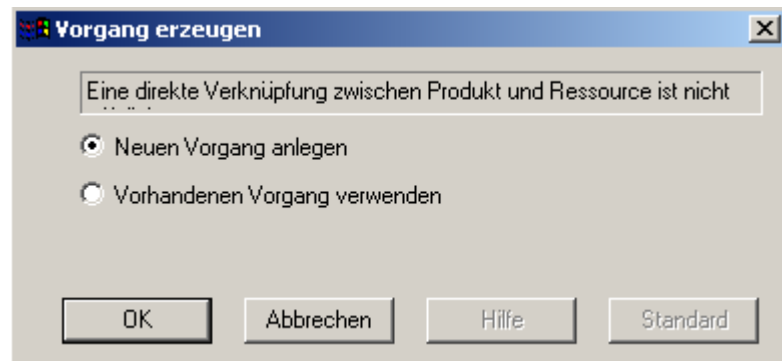 Vorgang erzeugen
Eine direkte Verknüpfung zwischen Produkt und Ressource ist nicht
Neuen Vorgang anlegen
Vorhandenen Vorgang verwenden
OK Abbrechen Hilfe Standard